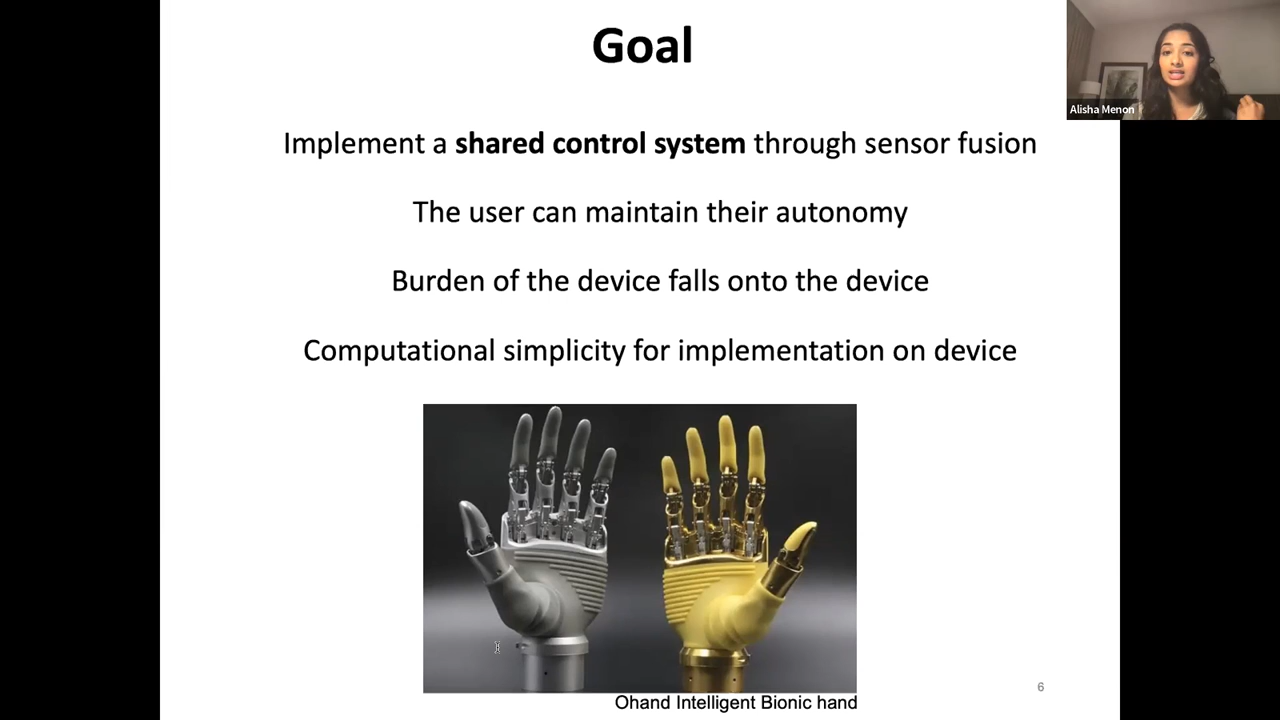 Goal
Alisha Menon
Implement a shared control system through sensor fusion
The user can maintain their autonomy
Burden of the device falls onto the device
Computational simplicity for implementation on device
Ohand Intelligent Bionic hand
6